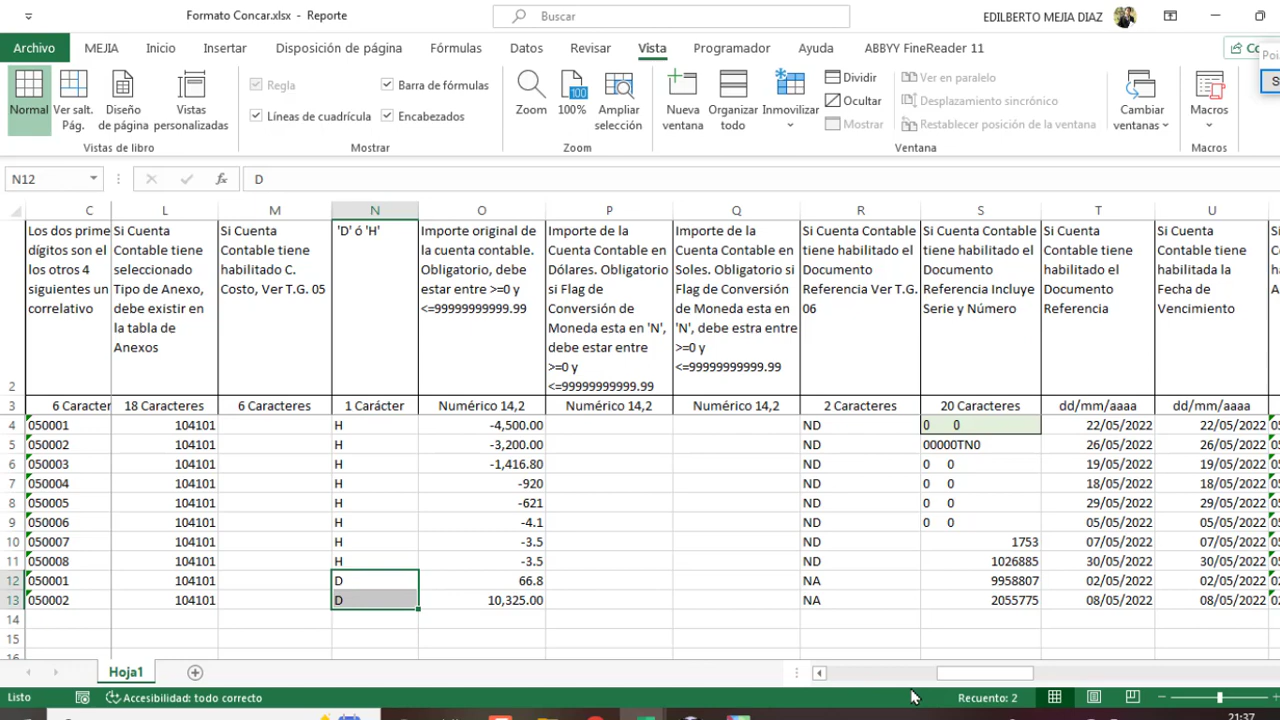 Formato Concar.xlsx - Reporte
Buscar
EDILBERTO MEJIA DIAZ
Archivo MEJIA Inicio Insertar Disposición de página Fórmulas Datos Revisar Vista Programador Ayuda ABBYY FineReader 11
Normal
Ver salt. Pág.
Diseño de página
Vistas personalizadas
Vistas de libro
Regla
Barra de fórmulas
Líneas de cuadrícula
Encabezados
Mostrar
Zoom
100
100%
Ampliar selección
Zoom
Nueva ventana
Organizar todo
Inmovilizar
Dividir
Ocultar
Mostrar
Ver en paralelo
Desplazamiento sincrónico
Restablecer posición de la ventana
Cambiar ventanas
Ventana
Macros
Macros
N12 fx D
C L M N O P Q R S T U
2
Los dos prime
dígitos son el
los otros 4
siguientes un
correlativo
Si Cuenta
Contable tiene
seleccionado
Tipo de Anexo,
debe existir en
la tabla de
Anexos
Si Cuenta
Contable tiene
habilitado C.
Costo, Ver T.G. 05
'D' ó 'H'
Importe original de
la cuenta contable.
Obligatorio, debe
estar entre >=0 y
<=99999999999.99
Importe de la
Cuenta Contable en
Dólares. Obligatorio
si Flag de
Conversión de
Moneda esta en 'N',
debe estar entre
>=0 y
<=99999999999.99
Importe de la
Cuenta Contable en
Soles. Obligatorio si
Flag de Conversión
de Moneda esta en
'N', debe estra entre
>=0 y
<=99999999999.99
Si Cuenta Contable
tiene habilitado el
Documento
Referencia Ver T.G.
06
Si Cuenta Contable
tiene habilitado el
Documento
Referencia Incluye
Serie y Número
Si Cuenta
Contable tiene
habilitado el
Documento
Referencia
Si Cuenta
Contable tiene
habilitada la
Fecha de
Vencimiento
3 6 Caracter 18 Caracteres 6 Caracteres 1 Carácter Numérico 14,2 Numérico 14,2 Numérico 14,2 2 Caracteres 20 Caracteres dd/mm/aaaa dd/mm/aaaa
4 050001 104101 H -4,500.00 ND 0 0 22/05/2022 22/05/2022
5 050002 104101 H -3,200.00 ND 00000TN0 26/05/2022 26/05/2022
6 050003 104101 H -1,416.80 ND 0 0 19/05/2022 19/05/2022
7 050004 104101 H -920 ND 0 0 18/05/2022 18/05/2022
8 050005 104101 H -621 ND 0 0 29/05/2022 29/05/2022
9 050006 104101 H -4.1 ND 0 0 05/05/2022 05/05/2022
10 050007 104101 H -3.5 ND 1753 07/05/2022 07/05/2022
11 050008 104101 H -3.5 ND 1026885 30/05/2022 30/05/2022
12 050001 104101 D 66.8 NA 9958807 02/05/2022 02/05/2022
13 050002 104101 D 10,325.00 NA 2055775 08/05/2022 08/05/2022
14
15
Hoja1
Listo Accesibilidad: todo correcto Recuento: 2
21:37